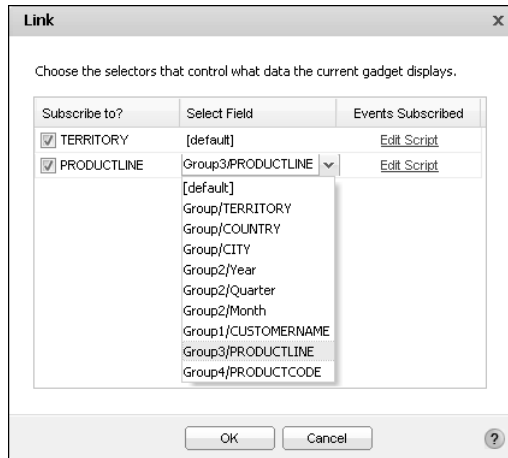 Link x
Choose the selectors that control what data the current gadget displays.
Subscribe to? Select Field Events Subscribed
TERRITORY [default] Edit Script
PRODUCTLINE Group3/PRODUCTLINE Edit Script
[default]
Group/TERRITORY
Group/COUNTRY
Group/CITY
Group2/Year
Group2/Quarter
Group2/Month
Group1/CUSTOMERNAME
Group3/PRODUCTLINE
Group4/PRODUCTCODE
OK Cancel ?